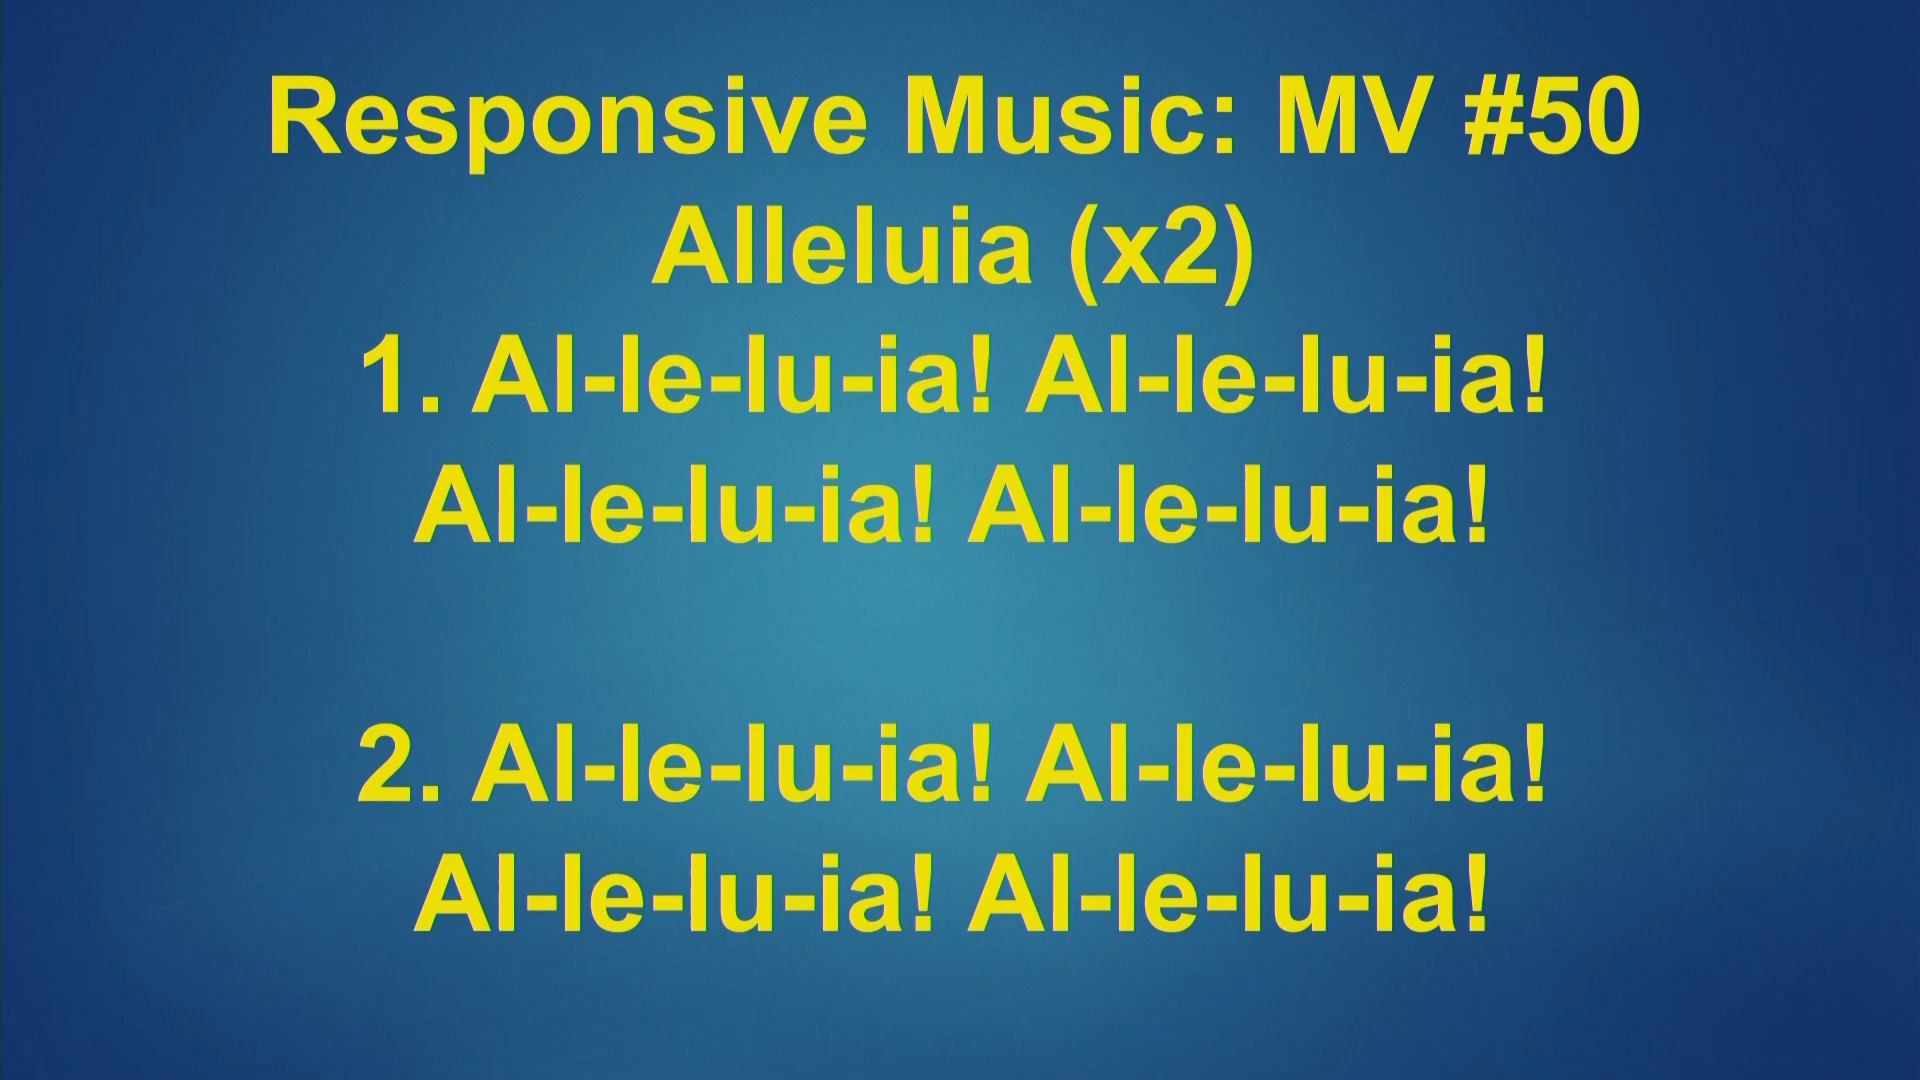 Responsive Music: MV #50
Alleluia (x2)
1. Al-le-lu-ia! Al-le-lu-ia!
Al-le-lu-ia! Al-le-lu-ia!
2. Al-le-lu-ia! Al-le-lu-ia!
Al-le-lu-ia! Al-le-lu-ia!